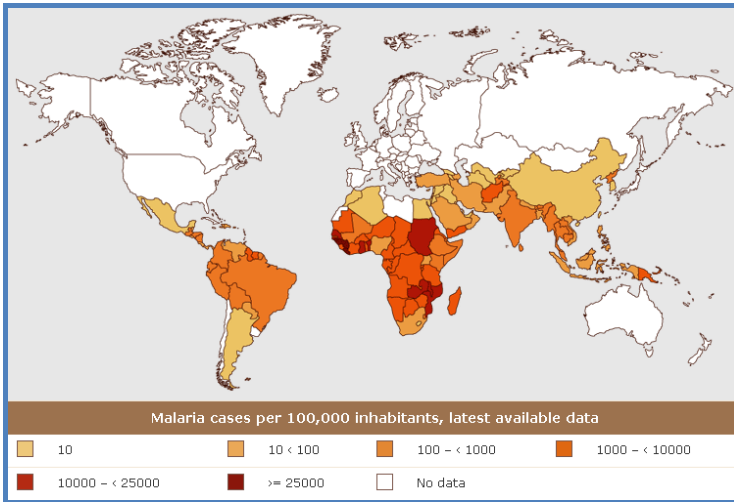 Malaria cases per 100,000 inhabitants, latest available data
10 10 < 100 100 – < 1000 1000 – < 10000
10000 – < 25000 >= 25000 No data